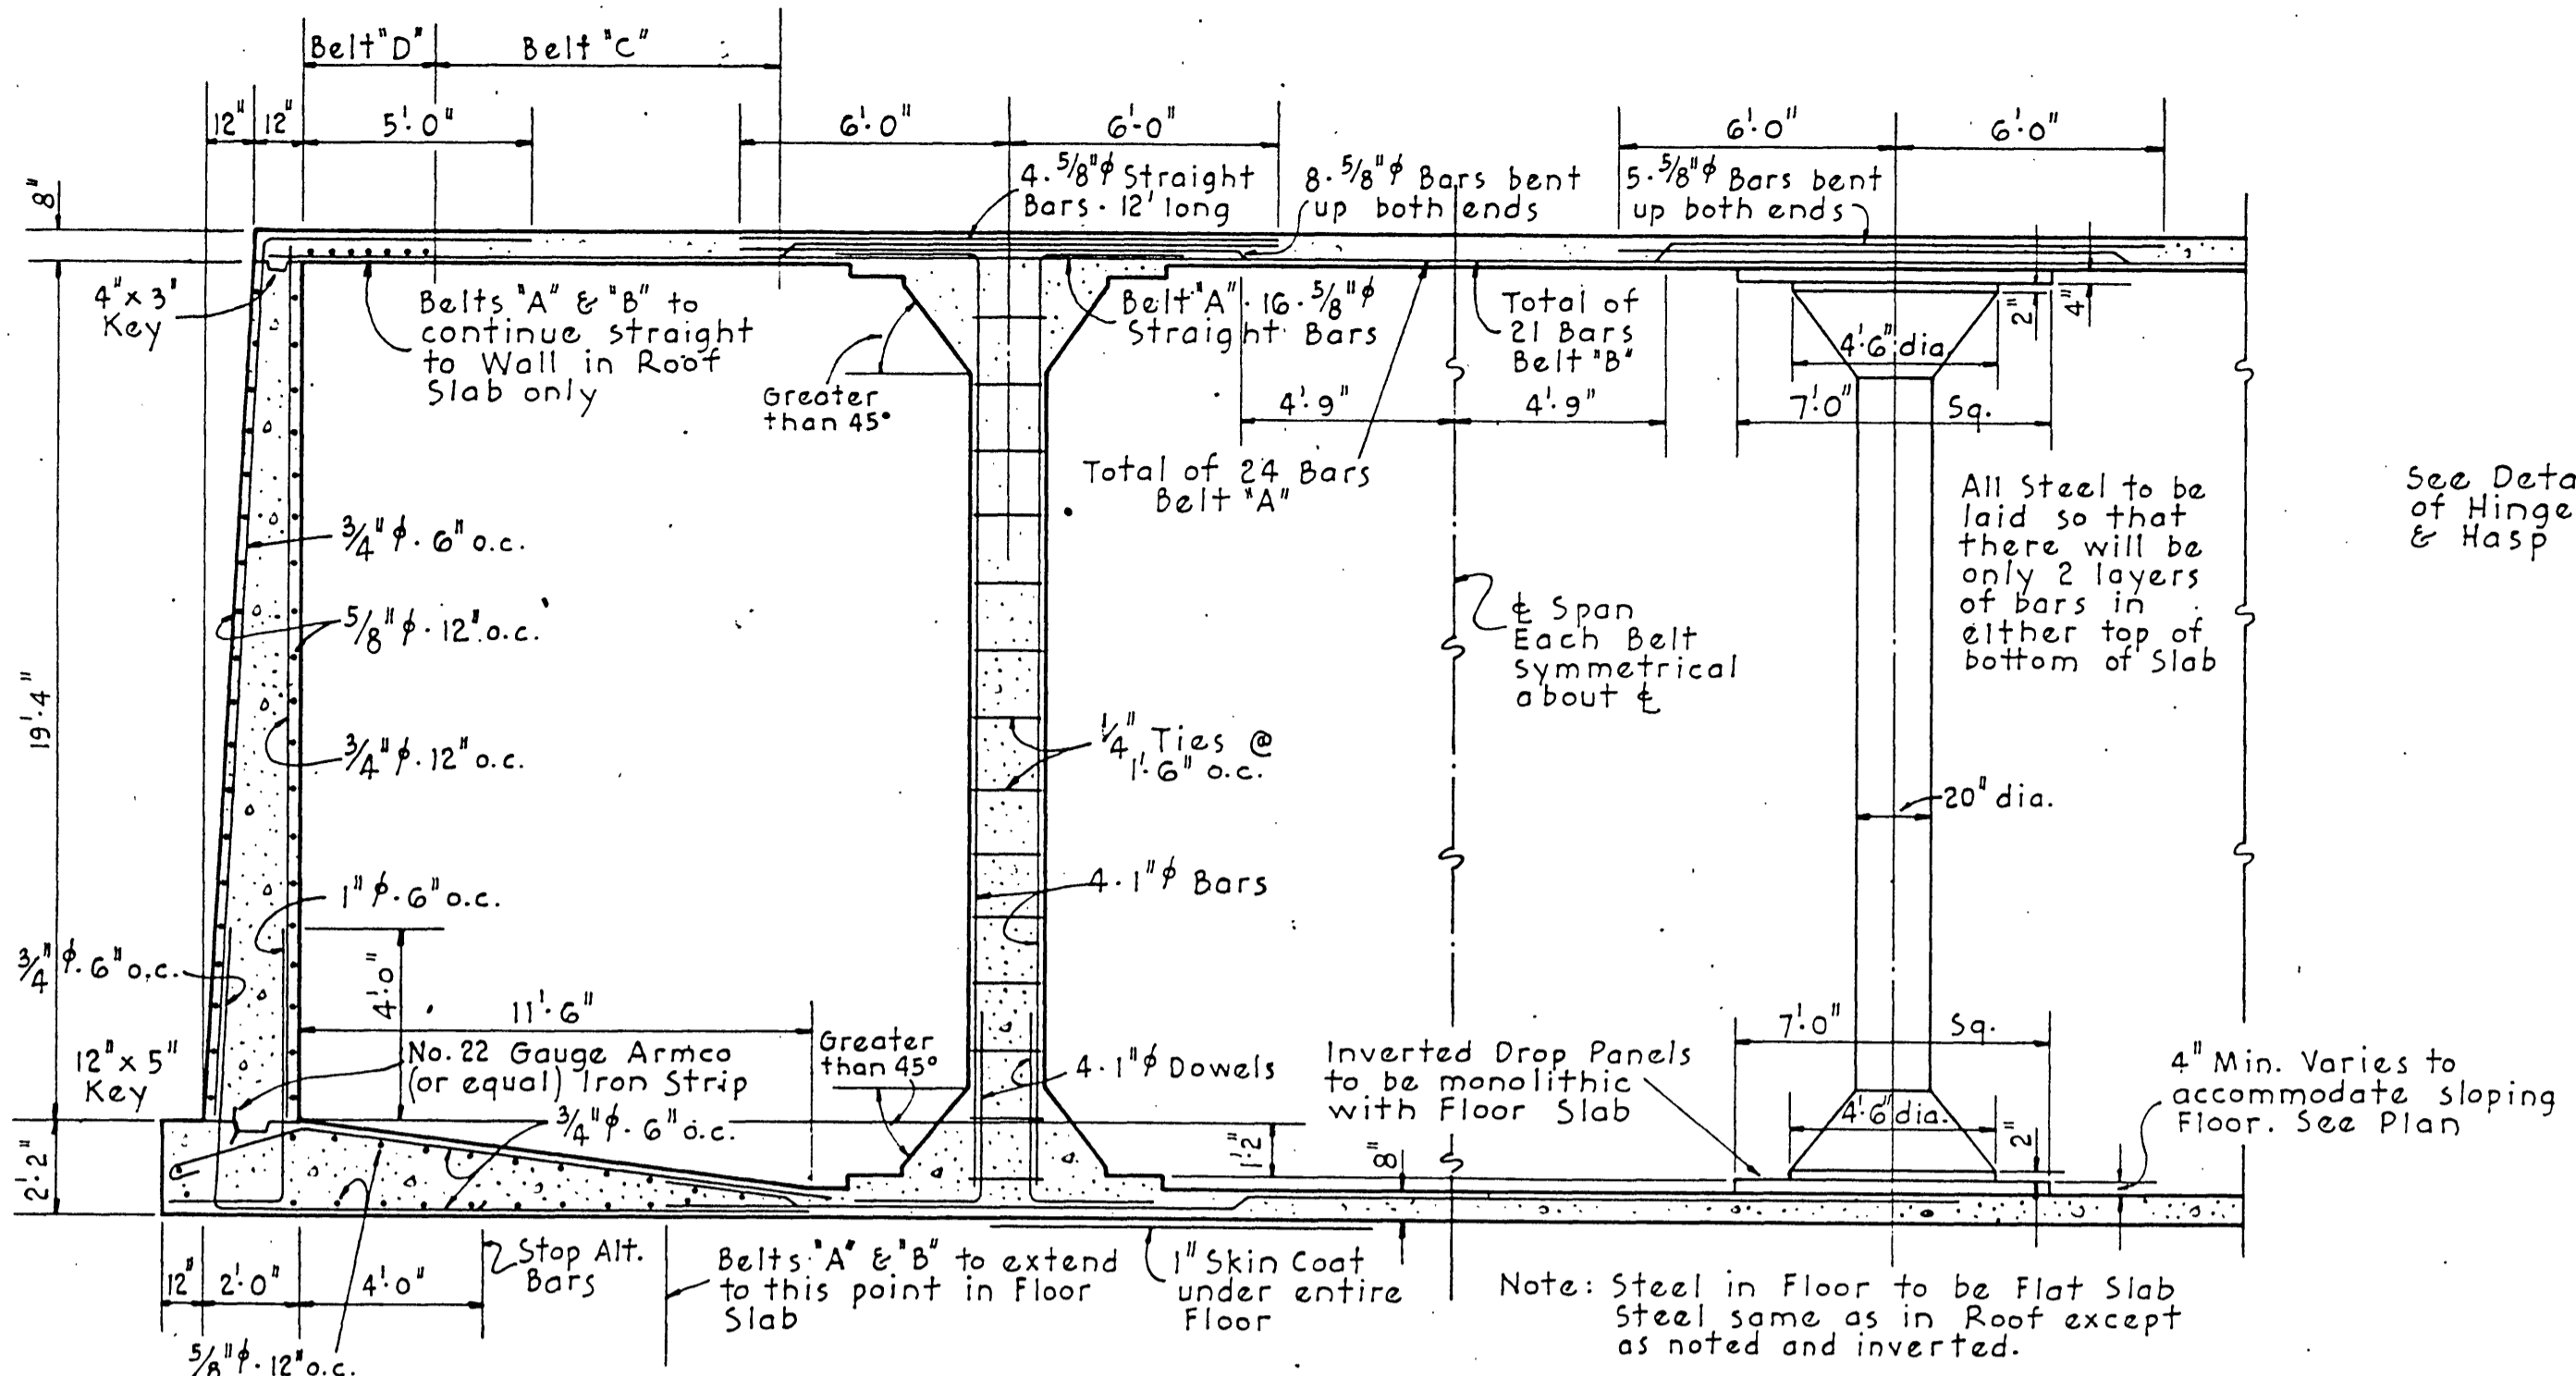 Belt "D"
Belt "C"
12"
12"
5'·0"
6'·0"
6'-0"
6'·0"
6'·0"
8"
4·5/8"ϕ Straight
Bars · 12' long
8·5/8"ϕ Bars bent
up both ends
5·5/8"ϕ Bars bent
up both ends
4" x 3"
Key
Belts "A" & "B" to
continue straight
to Wall in Roof
Slab only
Greater
than 45°
Belt "A" · 16·5/8"ϕ
Straight Bars
Total of
21 Bars
Belt "B"
2"
4"
4'·6" dia.
4'·9"
4'·9"
7'·0" Sq.
Total of 24 Bars
Belt "A"
All Steel to be
laid so that
there will be
only 2 layers
of bars in
either top of
bottom of Slab
See Deta
of Hinge
& Hasp
3/4"ϕ·6" o.c.
5/8"ϕ·12" o.c.
℄ Span
Each Belt
symmetrical
about ℄
19'·4"
3/4"ϕ·12" o.c.
1/4" Ties @
1'·6" o.c.
20" dia.
1"ϕ·6" o.c.
4·1"ϕ Bars
3/4"ϕ·6" o.c.
4'·0"
11'·6"
12" x 5"
Key
No. 22 Gauge Armco
(or equal) Iron Strip
Greater
than 45°
4·1"ϕ Dowels
Inverted Drop Panels
to be monolithic
with Floor Slab
7'·0" Sq.
4'·6" dia.
4" Min. Varies to
accommodate sloping
Floor. See Plan
3/4"ϕ·6" o.c.
1'·2"
8"
2"
2'·2"
12"
2'·0"
4'·0"
Stop Alt.
Bars
Belts "A" & "B" to extend
to this point in Floor
Slab
1" Skin Coat
under entire
Floor
Note: Steel in Floor to be Flat Slab
Steel same as in Roof except
as noted and inverted.
5/8"ϕ·12" o.c.